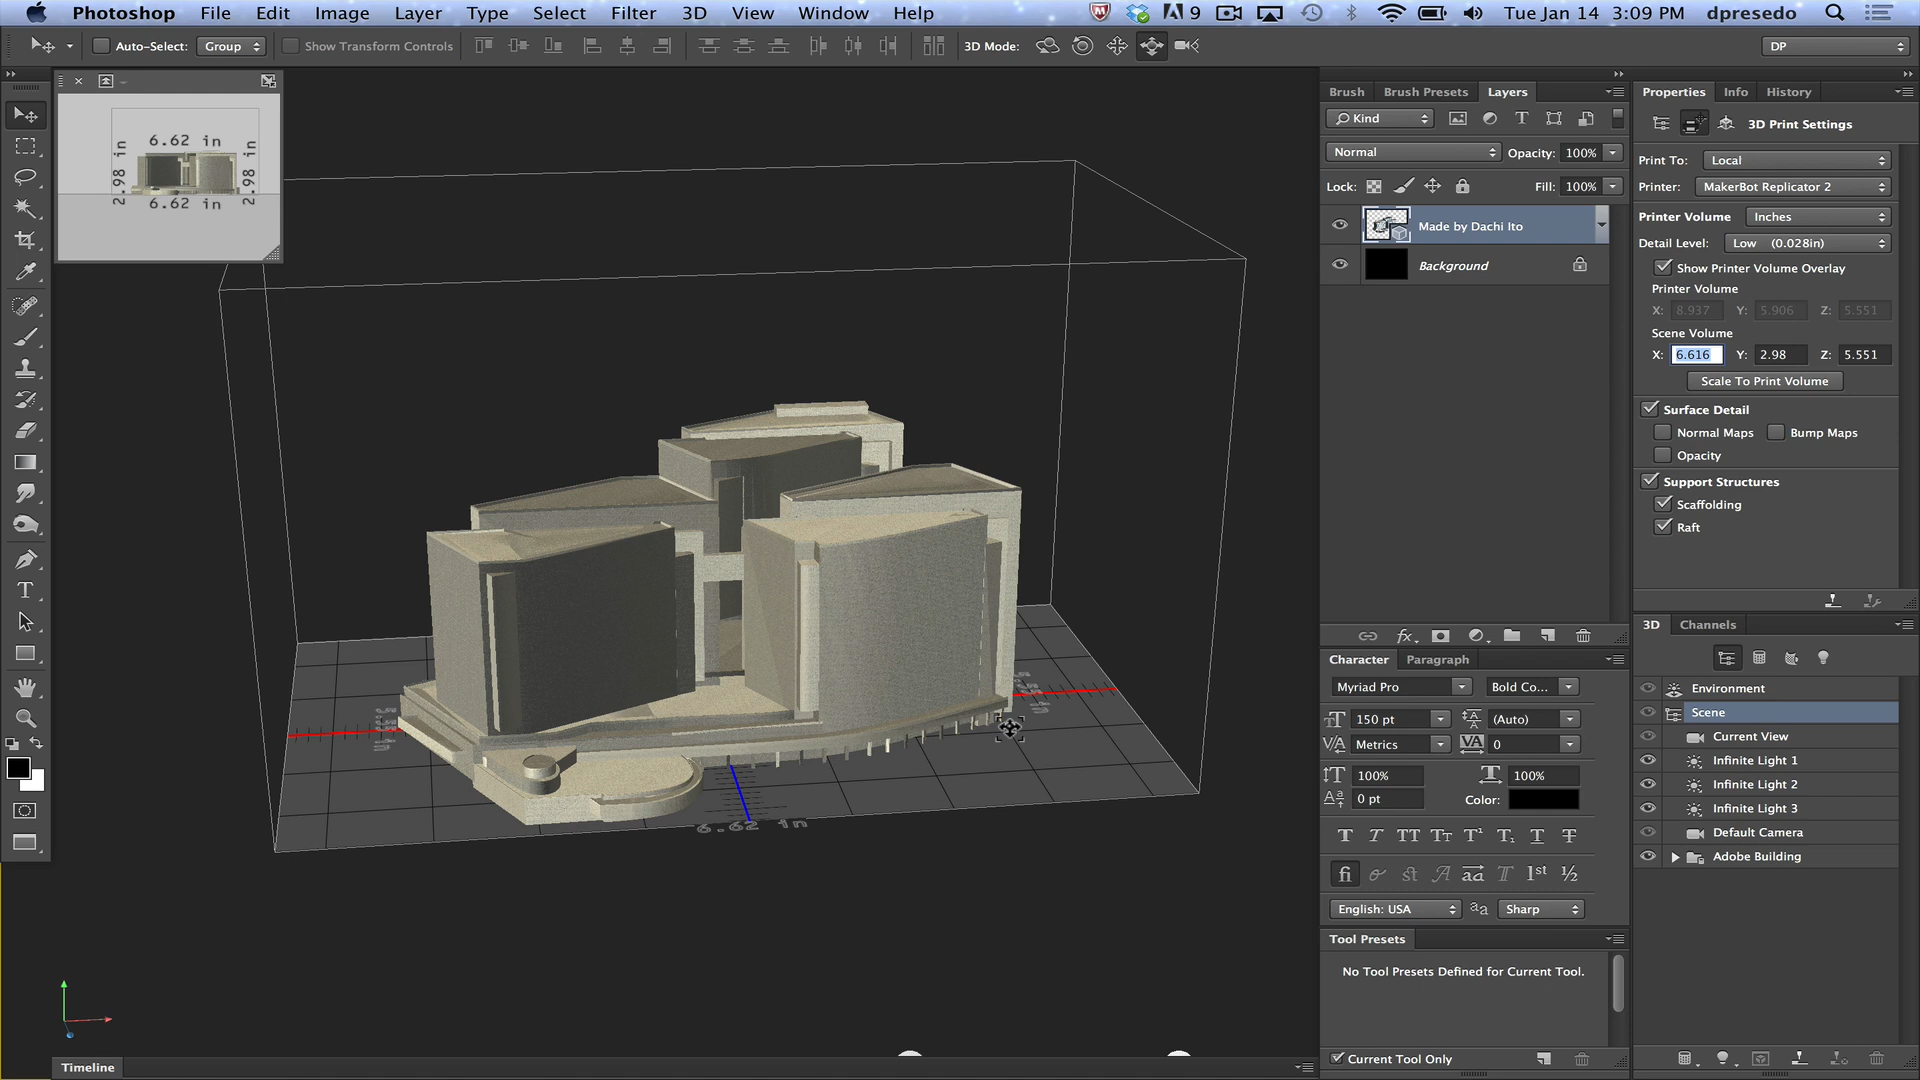 Photoshop File Edit Image Layer Type Select Filter 3D View Window Help 9 Tue Jan 14 3:09 PM dpresedo
Auto-Select: Group Show Transform Controls 3D Mode: DP
6.62 in
2.98 in
2.98 in
6.62 in
5.55 in
5.55 in
6.62 in
Timeline
Brush Brush Presets Layers
Kind
Normal Opacity: 100%
Lock: Fill: 100%
Made by Dachi Ito
Background
Character Paragraph
Myriad Pro Bold Co...
150 pt (Auto)
Metrics 0
100% 100%
0 pt Color:
English: USA Sharp
Tool Presets
No Tool Presets Defined for Current Tool.
Current Tool Only
Properties Info History
3D Print Settings
Print To: Local
Printer: MakerBot Replicator 2
Printer Volume Inches
Detail Level: Low (0.028in)
Show Printer Volume Overlay
Printer Volume
X: 8.937 Y: 5.906 Z: 5.551
Scene Volume
X: 6.616 Y: 2.98 Z: 5.551
Scale To Print Volume
Surface Detail
Normal Maps Bump Maps
Opacity
Support Structures
Scaffolding
Raft
3D Channels
Environment
Scene
Current View
Infinite Light 1
Infinite Light 2
Infinite Light 3
Default Camera
Adobe Building